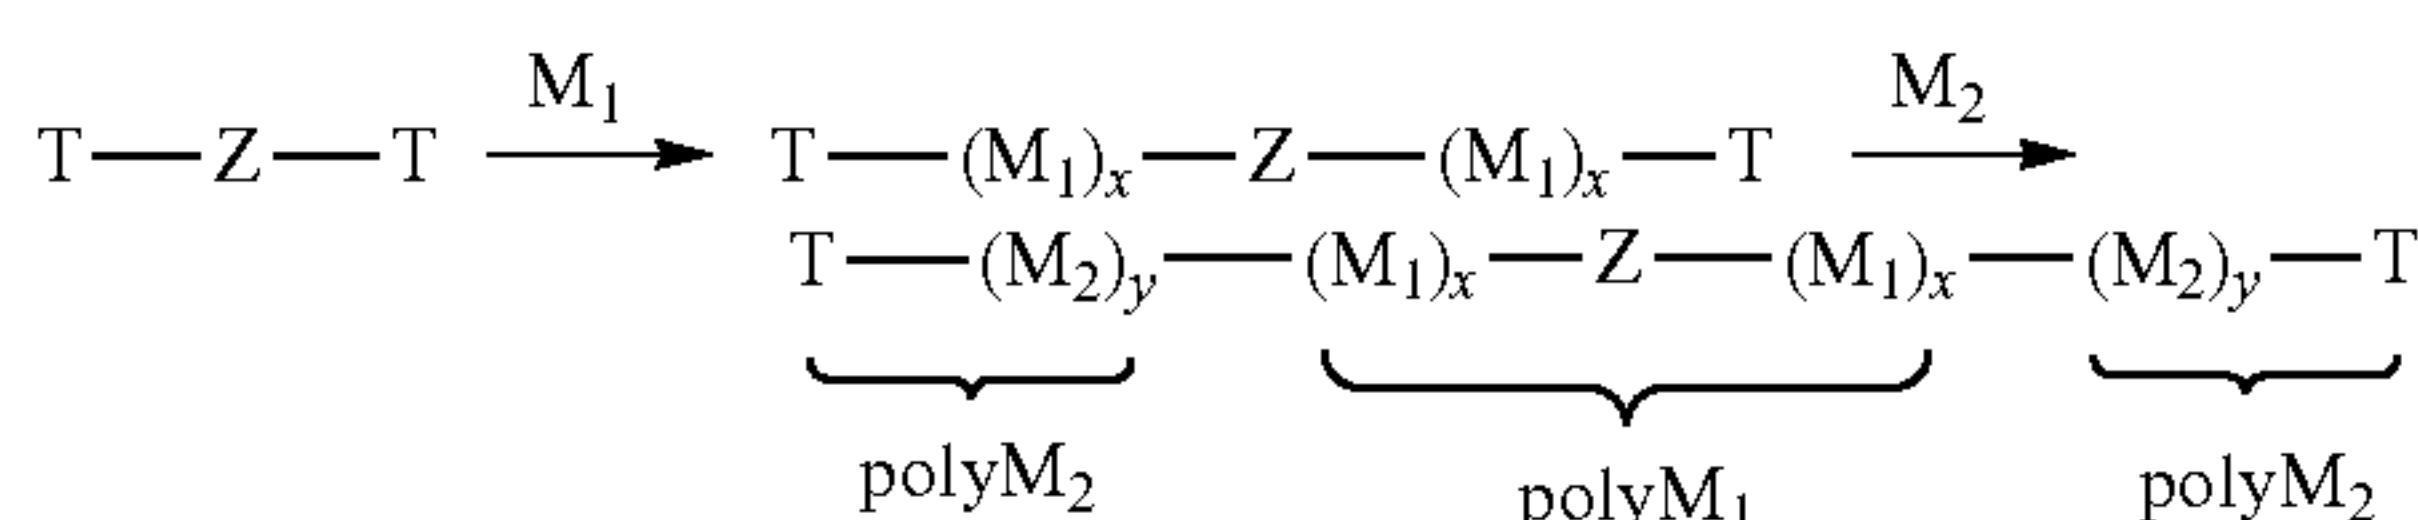 M₁ M₂
T—Z—T ⟶ T—(M₁)ₓ—Z—(M₁)ₓ—T ⟶
T—(M₂)ᵧ—(M₁)ₓ—Z—(M₁)ₓ—(M₂)ᵧ—T
polyM₂ polyM₁ polyM₂